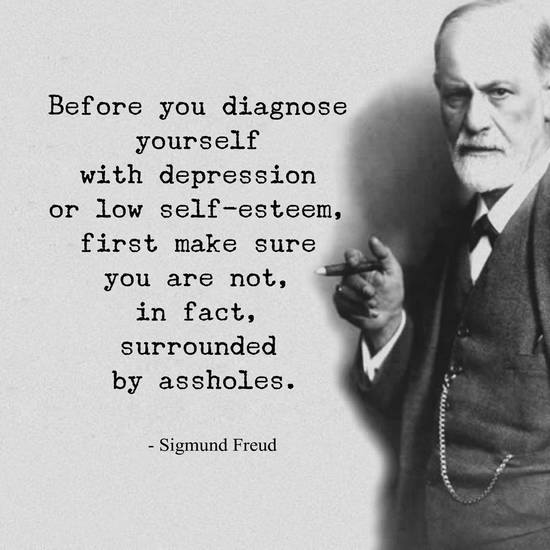 Before you diagnose
yourself
with depression
or low self-esteem,
first make sure
you are not,
in fact,
surrounded
by assholes.
- Sigmund Freud